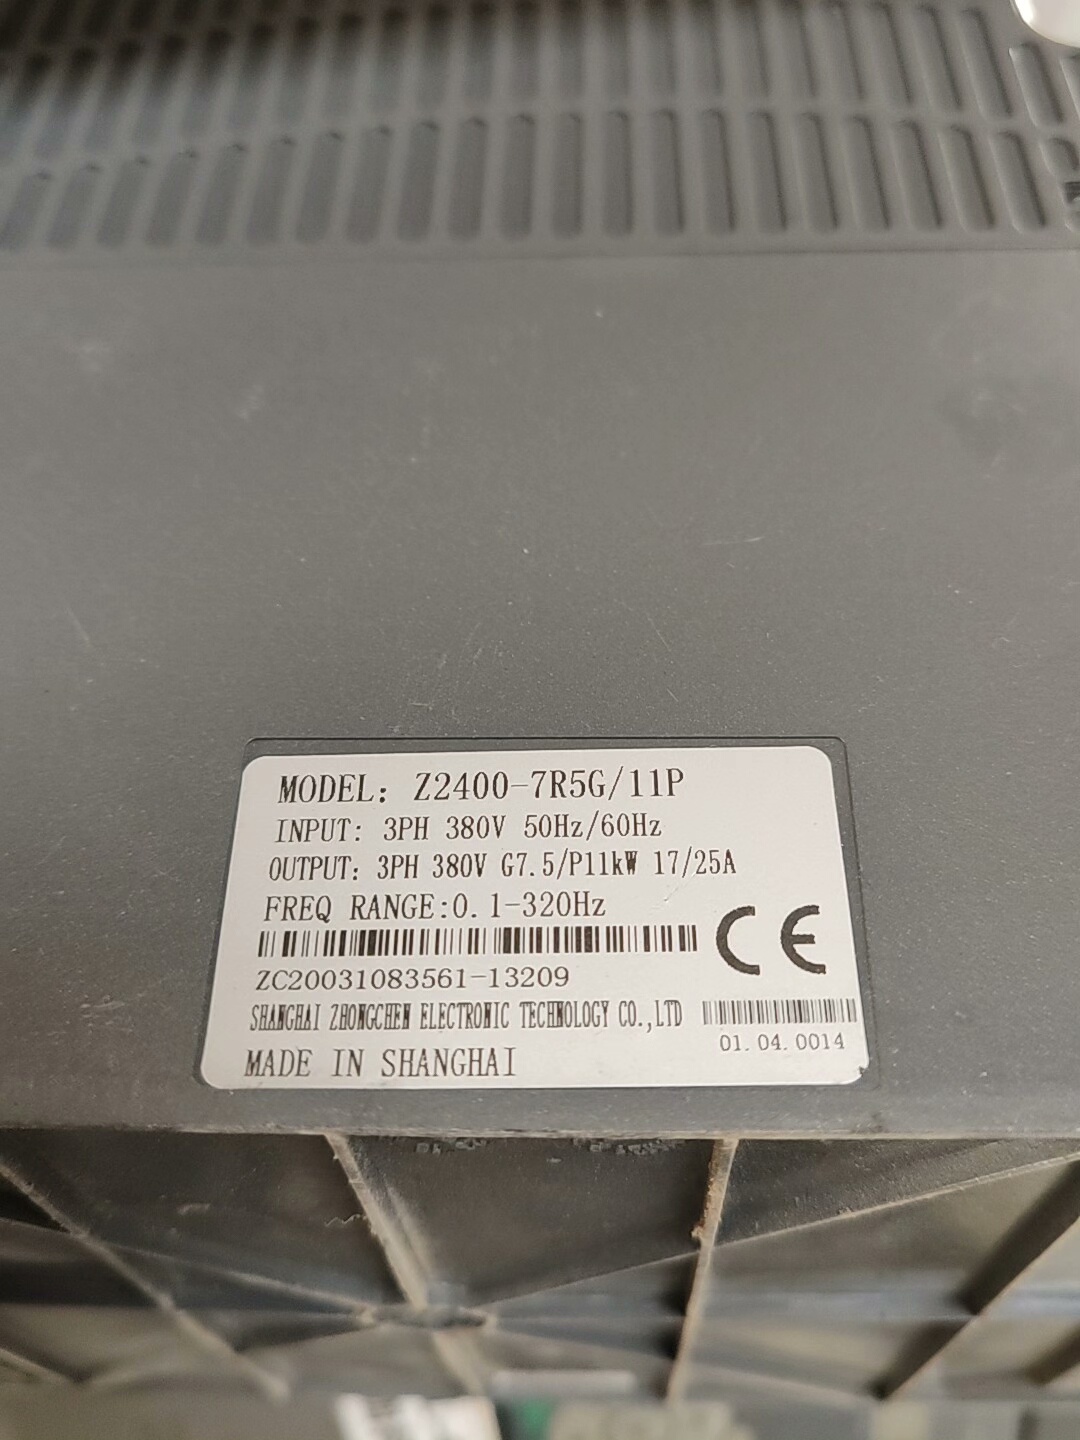 MODEL: Z2400-7R5G/11P
INPUT: 3PH 380V 50Hz/60Hz
OUTPUT: 3PH 380V G7.5/P11kW 17/25A
FREQ RANGE:0.1-320Hz
CE
ZC20031083561-13209
SHANGHAI ZHONGCHEN ELECTRONIC TECHNOLOGY CO.,LTD
01.04.0014
MADE IN SHANGHAI